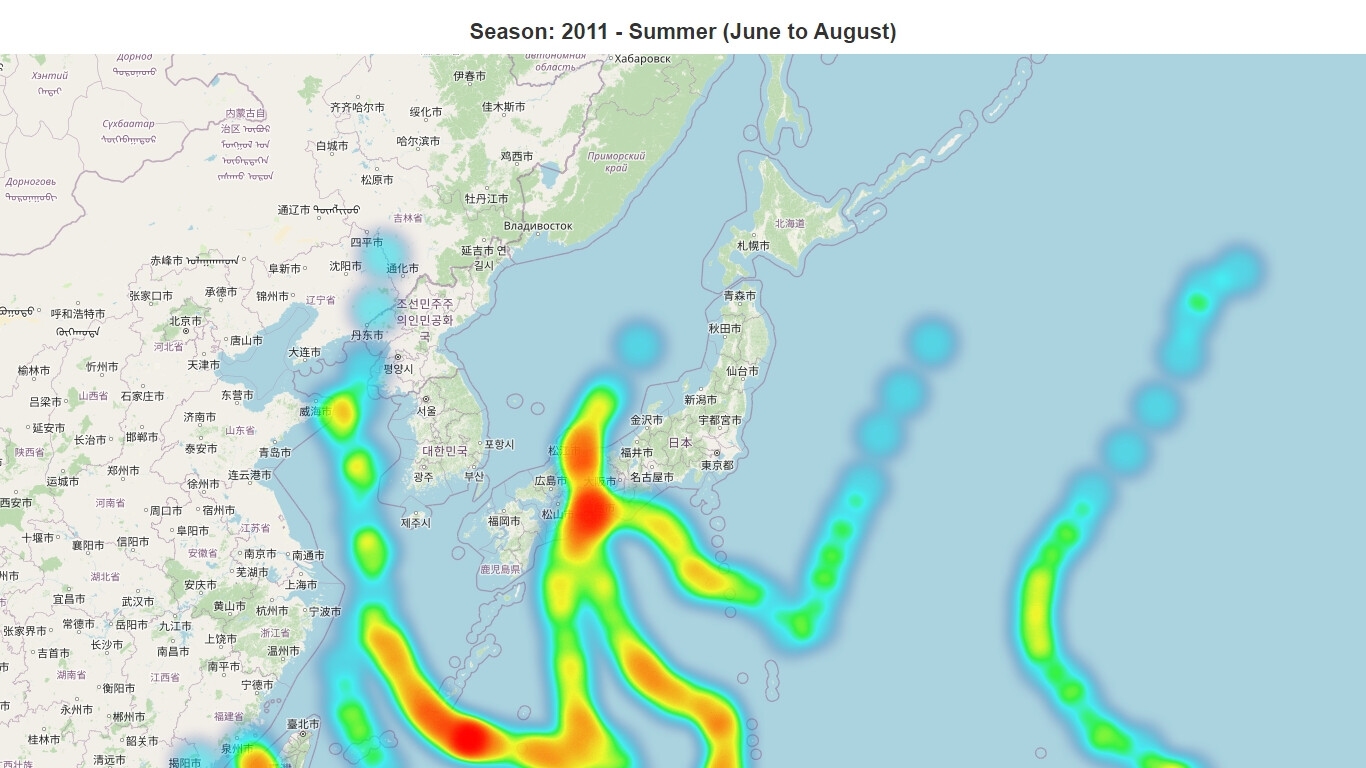 Season: 2011 - Summer (June to August)
Дорнод
Хэнтий
автономная
область
Хабаровск
伊春市
齐齐哈尔市
绥化市
佳木斯市
内蒙古自
治区
Сүхбаатар
白城市
哈尔滨市
鸡西市
Приморский
край
Дорноговь
松原市
牡丹江市
通辽市
吉林省
Владивосток
北海道
札幌市
四平市
延吉市 연
길시
赤峰市
阜新市
沈阳市
通化市
张家口市
承德市
锦州市
辽宁省
조선민주주
의인민공화
국
青森市
呼和浩特市
北京市
丹东市
秋田市
河北省
唐山市
大连市
天津市
평양시
榆林市
忻州市
仙台市
吕梁市
山西省
石家庄市
东营市
威海市
서울
新潟市
延安市
济南市
金沢市
宇都宮市
长治市
邯郸市
山东省
陕西省
泰安市
青岛市
대한민국
포항시
松江市
福井市
日本
东京都
运城市
郑州市
徐州市
连云港市
광주
부산
広島市
大阪市
名古屋市
西安市
河南省
周口市
宿州市
제주시
福岡市
松山市
十堰市
襄阳市
信阳市
阜阳市
江苏省
安徽省
南京市
南通市
鹿児島県
湖北省
芜湖市
宜昌市
武汉市
安庆市
上海市
黄山市
杭州市
宁波市
张家界市
常德市
岳阳市
九江市
浙江省
吉首市
长沙市
南昌市
上饶市
温州市
湖南省
江西省
南平市
衡阳市
宁德市
永州市
郴州市
福建省
臺北市
桂林市
韶关市
泉州市
清远市
揭阳市